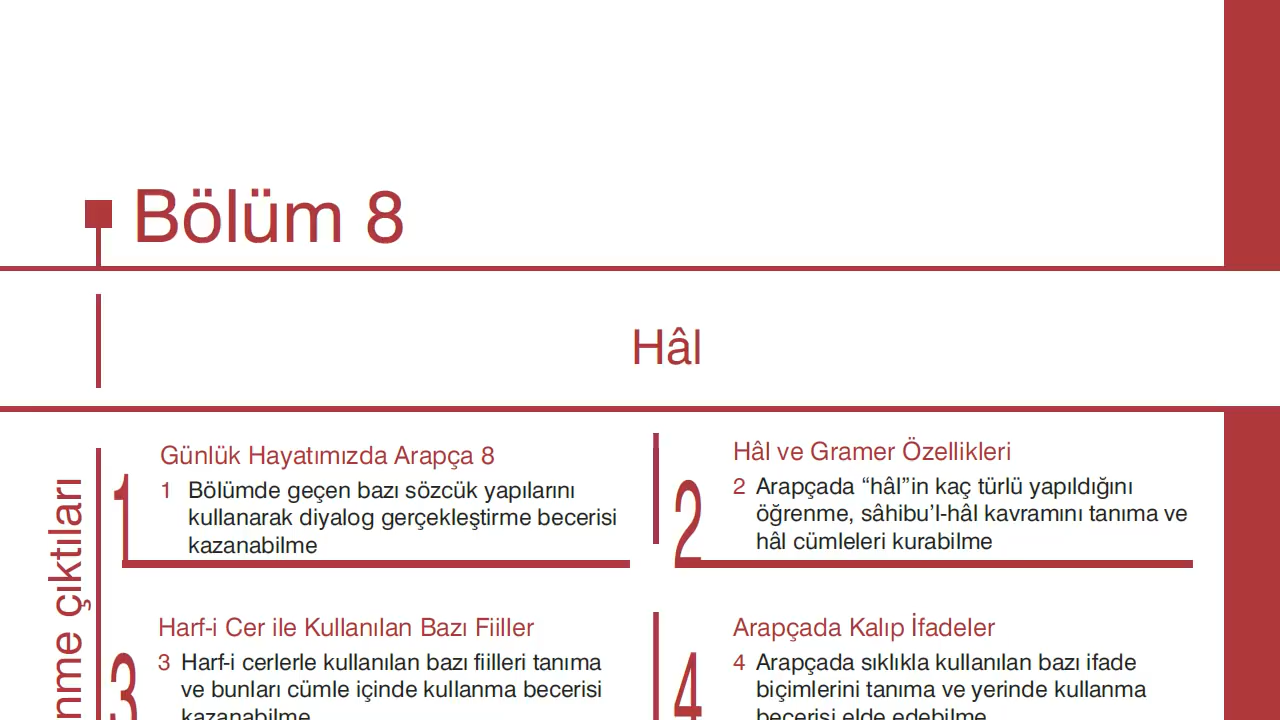 Bölüm 8
Hâl
nme çıktıları
1
Günlük Hayatımızda Arapça 8
1 Bölümde geçen bazı sözcük yapılarını
kullanarak diyalog gerçekleştirme becerisi
kazanabilme
2
Hâl ve Gramer Özellikleri
2 Arapçada “hâl”in kaç türlü yapıldığını
öğrenme, sâhibu’l-hâl kavramını tanıma ve
hâl cümleleri kurabilme
3
Harf-i Cer ile Kullanılan Bazı Fiiller
3 Harf-i cerlerle kullanılan bazı fiilleri tanıma
ve bunları cümle içinde kullanma becerisi
kazanabilme
4
Arapçada Kalıp İfadeler
4 Arapçada sıklıkla kullanılan bazı ifade
biçimlerini tanıma ve yerinde kullanma
becerisi elde edebilme